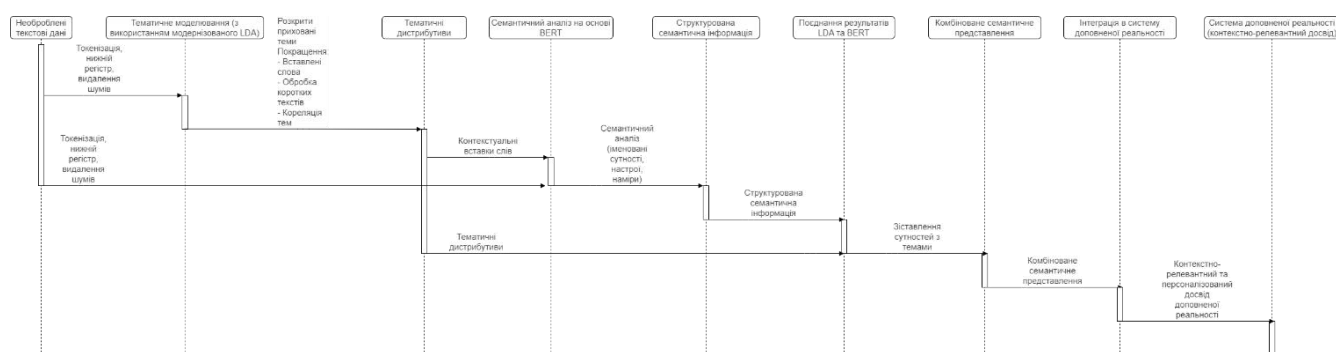 Необроблені
текстові дані
Тематичне моделювання (з
використанням модернізованого LDA)
Розкрити
приховані
теми
Покращення:
- Вставлені
слова
- Обробка
коротких
текстів
- Кореляція
тем
Тематичні
дистрибутиви
Семантичний аналіз на основі
BERT
Структурована
семантична інформація
Поєднання результатів
LDA та BERT
Комбіноване семантичне
представлення
Інтеграція в систему
доповненої реальності
Система доповненої реальності
(контекстно-релевантний досвід)
Токенізація,
нижній
регістр,
видалення
шумів
Токенізація,
нижній
регістр,
видалення
шумів
Контекстуальні
вставки слів
Семантичний
аналіз
(іменовані
сутності,
настрої,
наміри)
Структурована
семантична
інформація
Тематичні
дистрибутиви
Зіставлення
сутностей з
темами
Комбіноване
семантичне
представлення
Контекстно-
релевантний та
персоналізований
досвід
доповненої
реальності